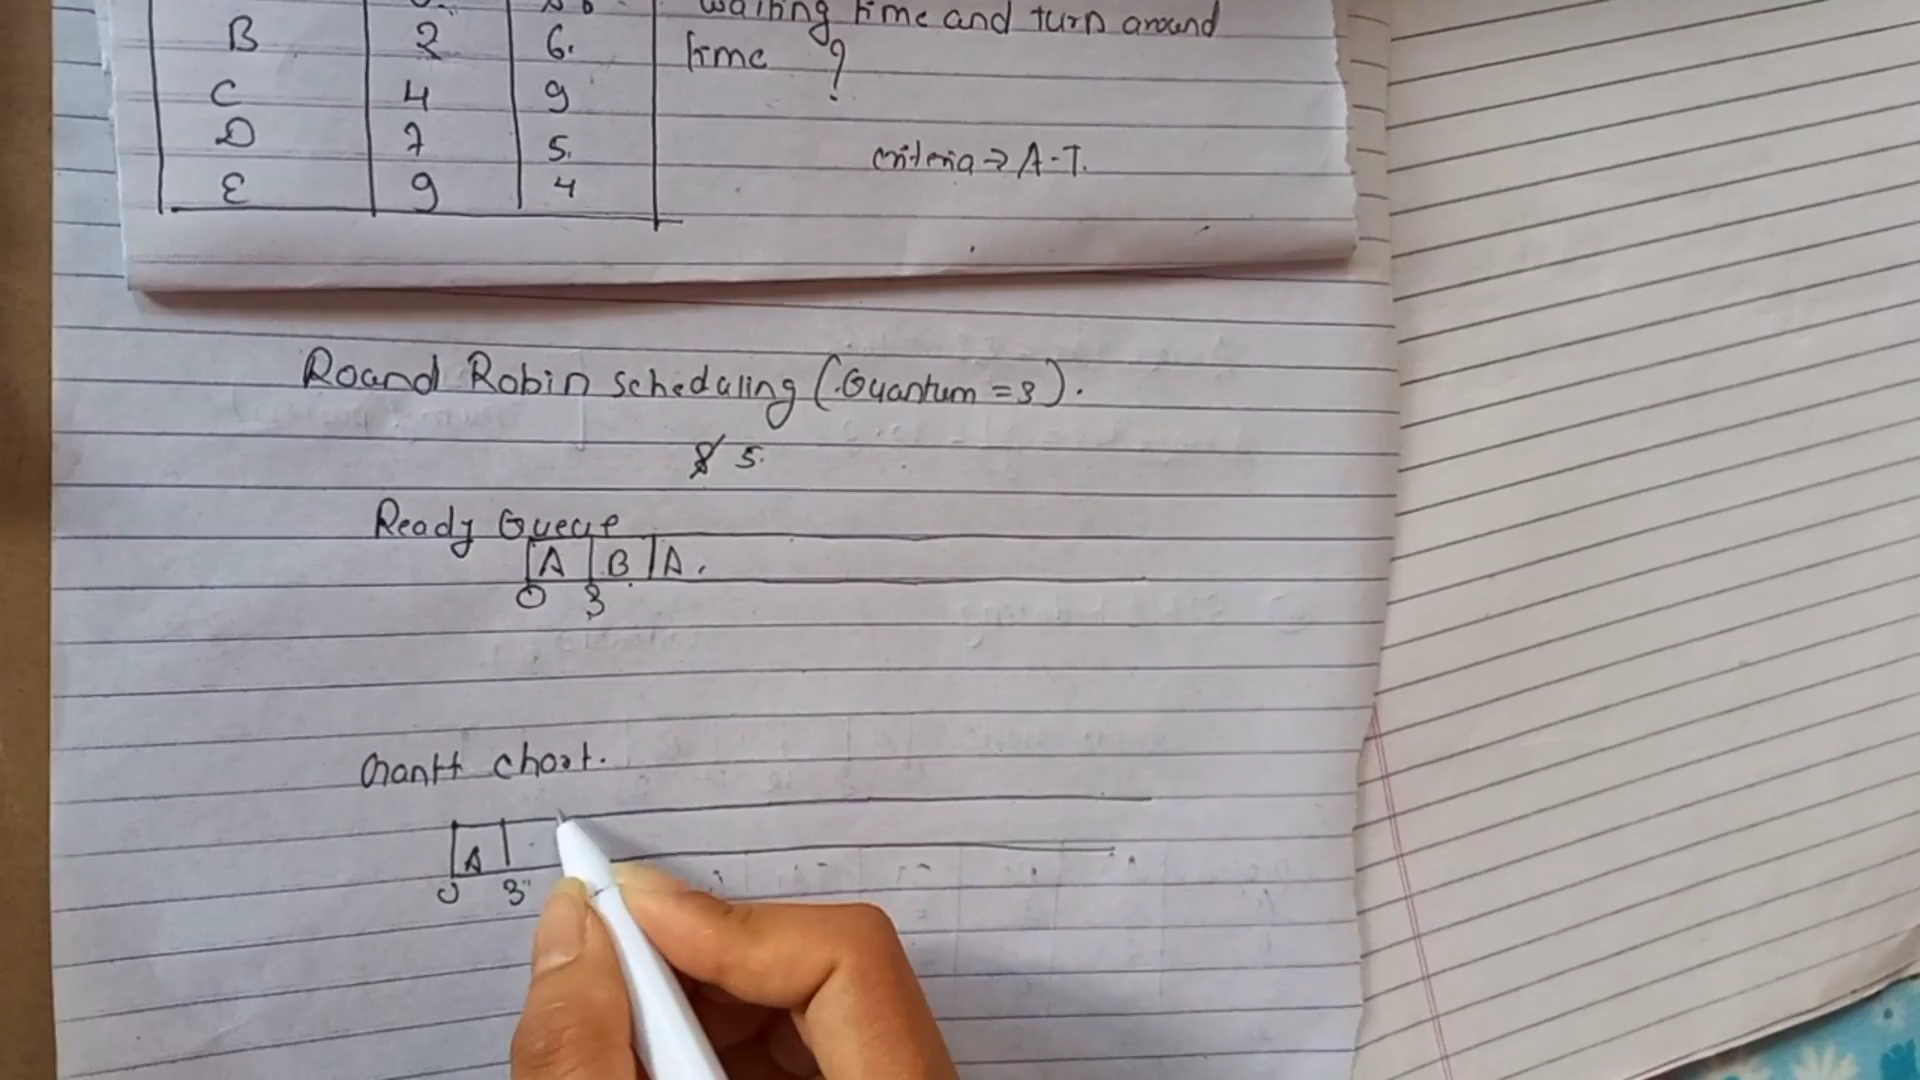 waiting time and turn around
B 2 6.
time ?
C 4 9
D 7 5.
criteria → A-T.
E 9 4
Round Robin Scheduling (Quantum = 3).
8 5.
Ready Queue
A B A.
0 3
Gantt chart.
A
0 3